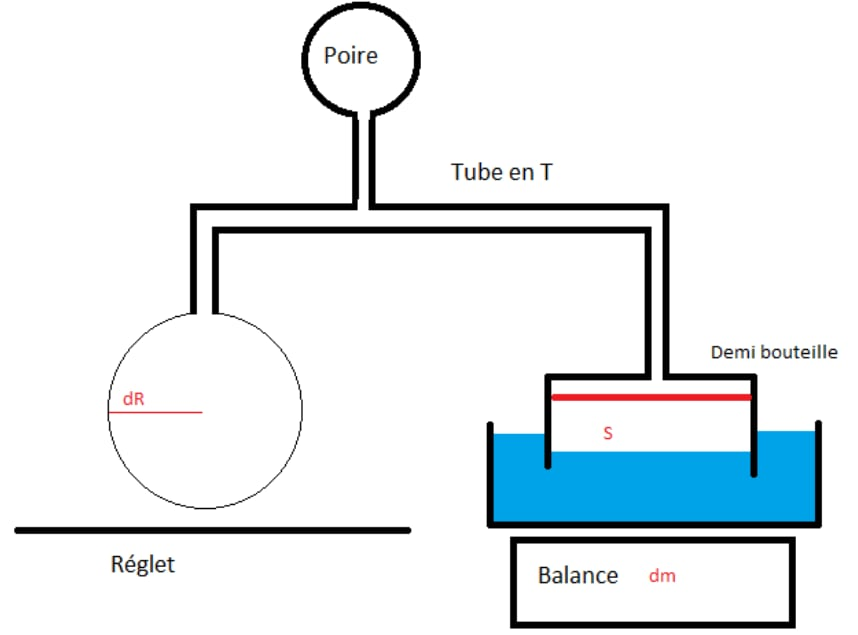 Poire
Tube en T
Demi bouteille
dR
S
Réglet
Balance dm